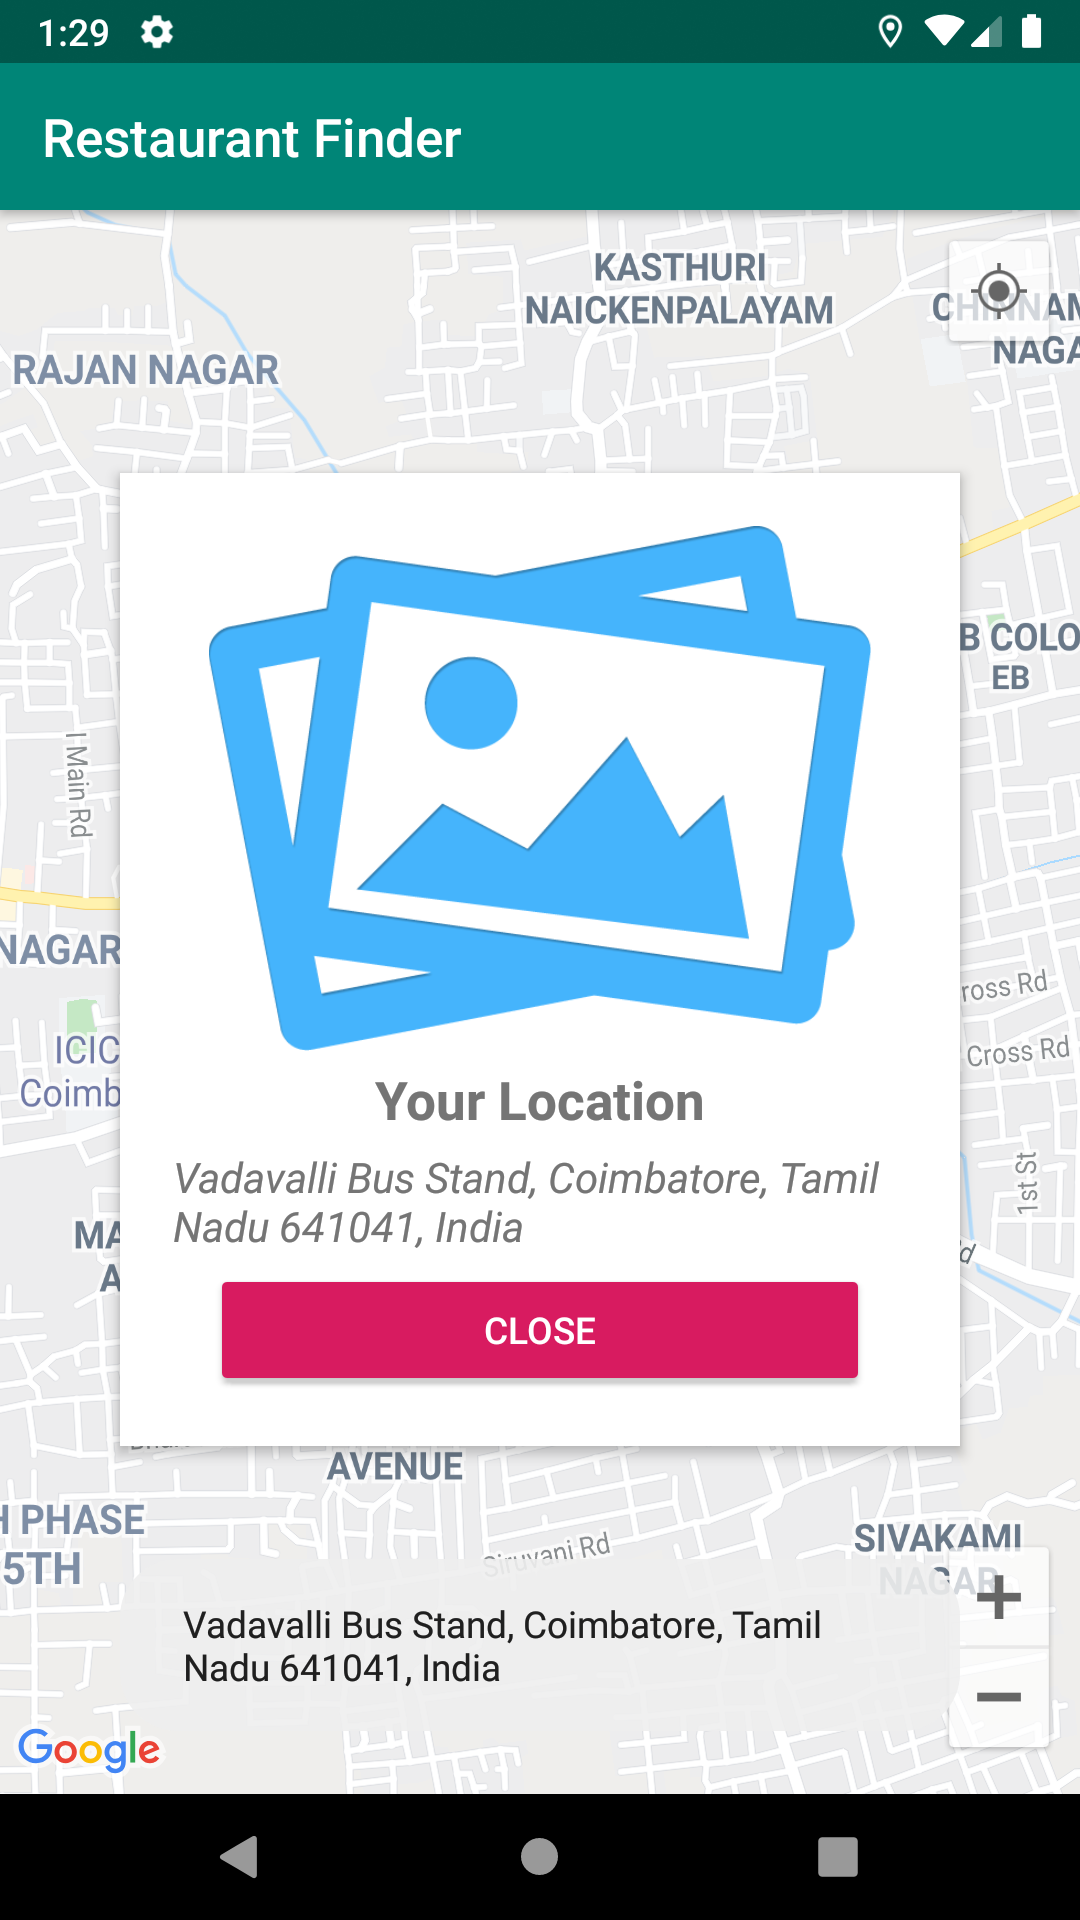 1:29
Restaurant Finder
KASTHURI
NAICKENPALAYAM
CHINNAM
NAGA
RAJAN NAGAR
B COLO
EB
I Main Rd
NAGAR
ICIC
Coimb
ross Rd
Cross Rd
1st St
MA
A
Your Location
Vadavalli Bus Stand, Coimbatore, Tamil
Nadu 641041, India
CLOSE
AVENUE
H PHASE
5TH
Siruvani Rd
SIVAKAMI
NAGAR
Vadavalli Bus Stand, Coimbatore, Tamil
Nadu 641041, India
Google